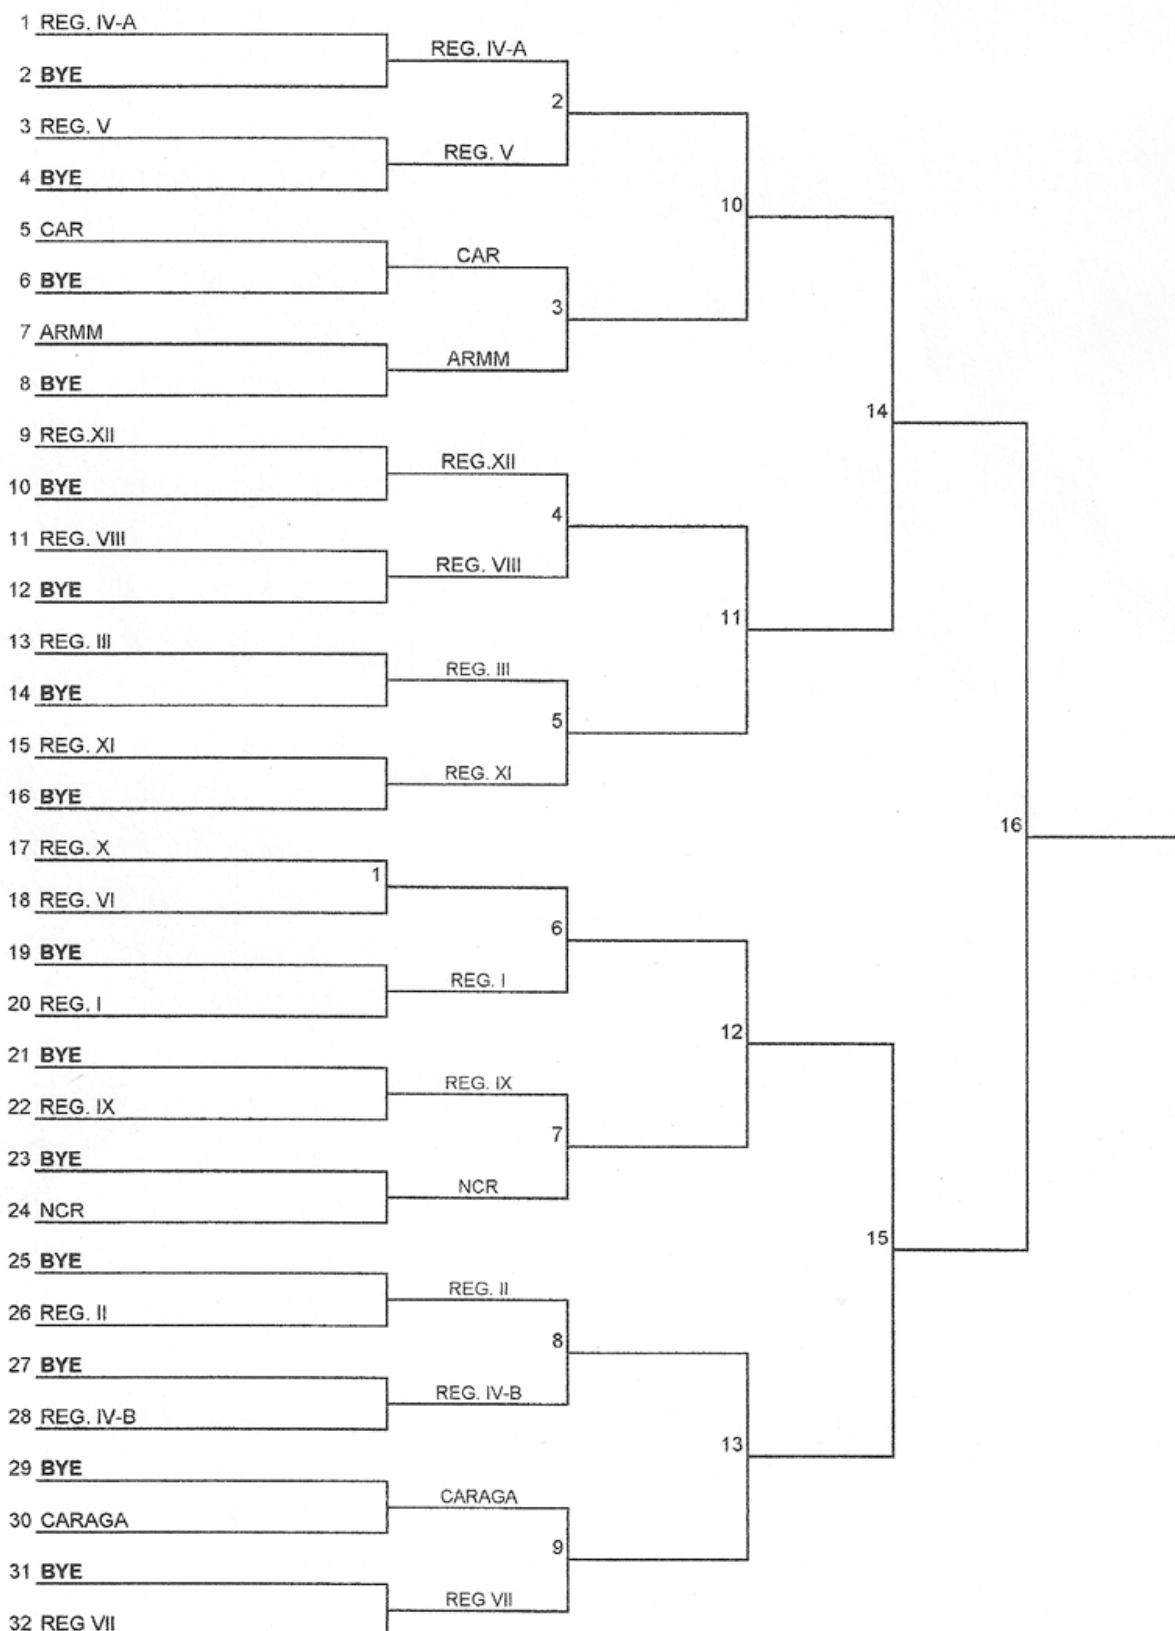 1 REG. IV-A
REG. IV-A
2 BYE
2
3 REG. V
REG. V
4 BYE
10
5 CAR
CAR
6 BYE
3
7 ARMM
ARMM
8 BYE
14
9 REG.XII
REG.XII
10 BYE
4
11 REG. VIII
REG. VIII
12 BYE
11
13 REG. III
REG. III
14 BYE
5
15 REG. XI
REG. XI
16 BYE
16
17 REG. X
1
18 REG. VI
6
19 BYE
REG. I
20 REG. I
12
21 BYE
REG. IX
22 REG. IX
7
23 BYE
NCR
24 NCR
15
25 BYE
REG. II
26 REG. II
8
27 BYE
REG. IV-B
28 REG. IV-B
13
29 BYE
CARAGA
30 CARAGA
9
31 BYE
REG VII
32 REG VII